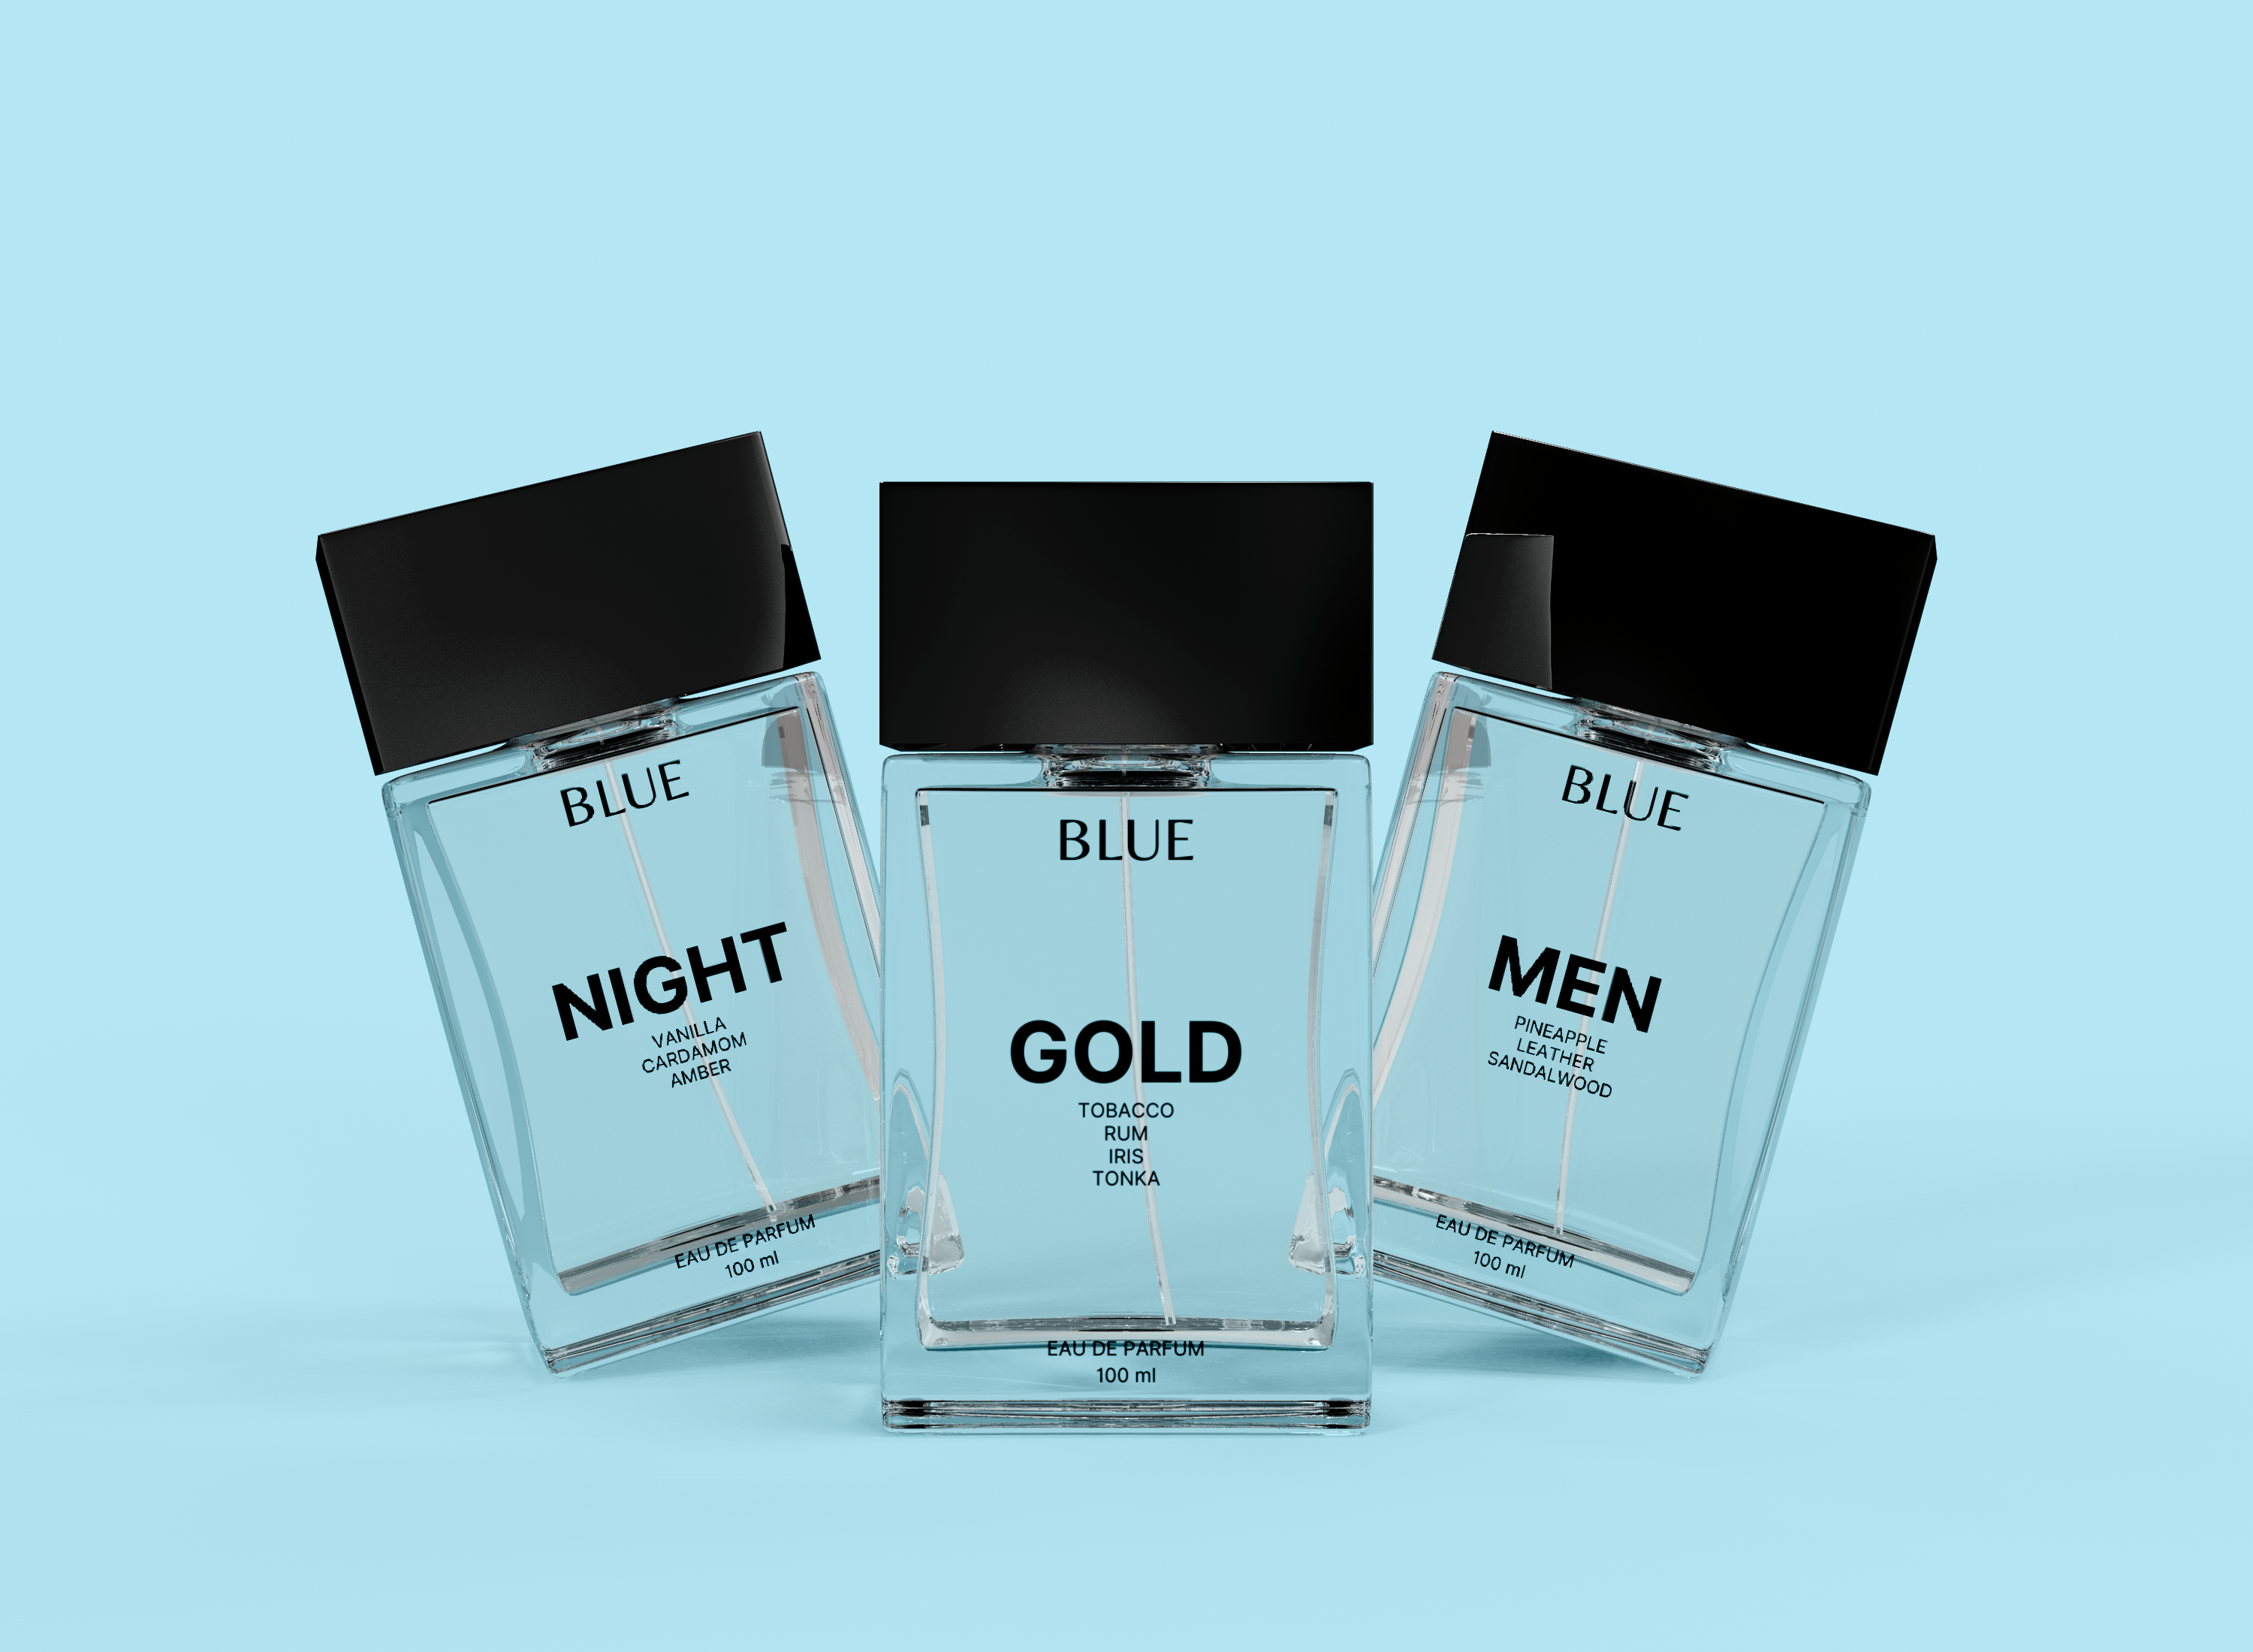 BLUE
NIGHT
VANILLA
CARDAMOM
AMBER
EAU DE PARFUM
100 ml
BLUE
GOLD
TOBACCO
RUM
IRIS
TONKA
EAU DE PARFUM
100 ml
BLUE
MEN
PINEAPPLE
LEATHER
SANDALWOOD
EAU DE PARFUM
100 ml